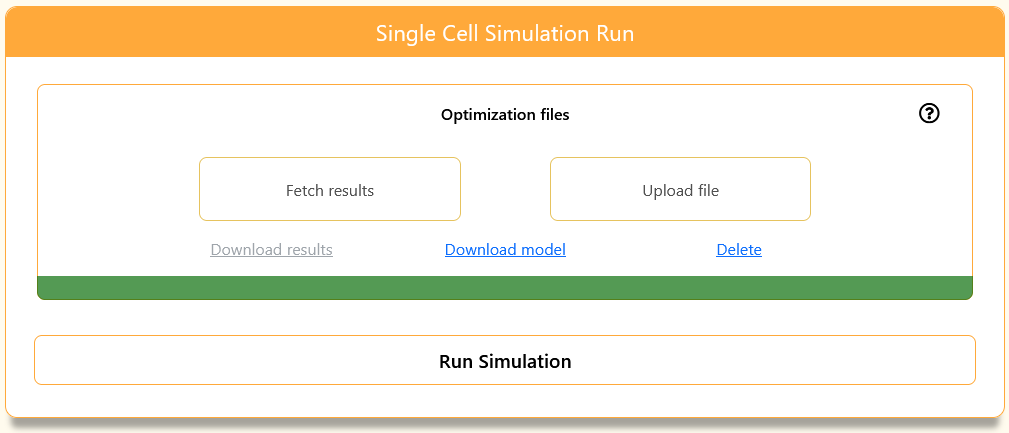 Single Cell Simulation Run
Optimization files
Fetch results
Upload file
Download results
Download model
Delete
Run Simulation